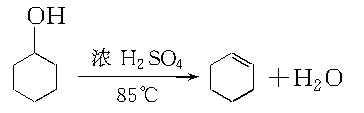 OH
浓 H₂SO₄
85℃
+H₂O